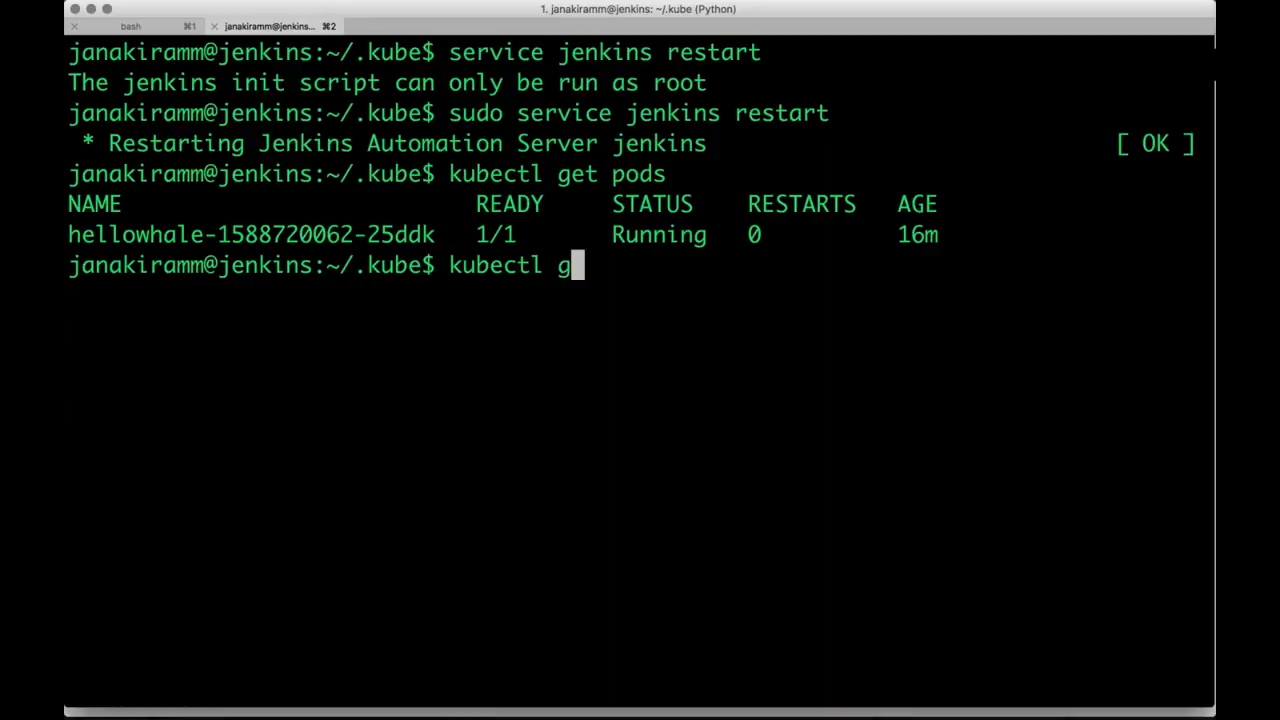 1. janakiramm@jenkins: ~/.kube (Python)
bash ⌘1 janakiramm@jenkins... ⌘2
janakiramm@jenkins:~/.kube$ service jenkins restart
The jenkins init script can only be run as root
janakiramm@jenkins:~/.kube$ sudo service jenkins restart
* Restarting Jenkins Automation Server jenkins [ OK ]
janakiramm@jenkins:~/.kube$ kubectl get pods
NAME READY STATUS RESTARTS AGE
hellowhale-1588720062-25ddk 1/1 Running 0 16m
janakiramm@jenkins:~/.kube$ kubectl g